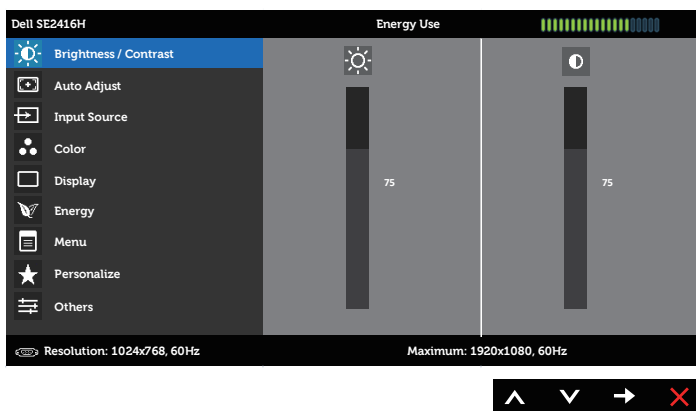 Dell SE2416H Energy Use
Brightness / Contrast
Auto Adjust
Input Source
Color
Display
75 75
Energy
Menu
Personalize
Others
Resolution: 1024x768, 60Hz Maximum: 1920x1080, 60Hz